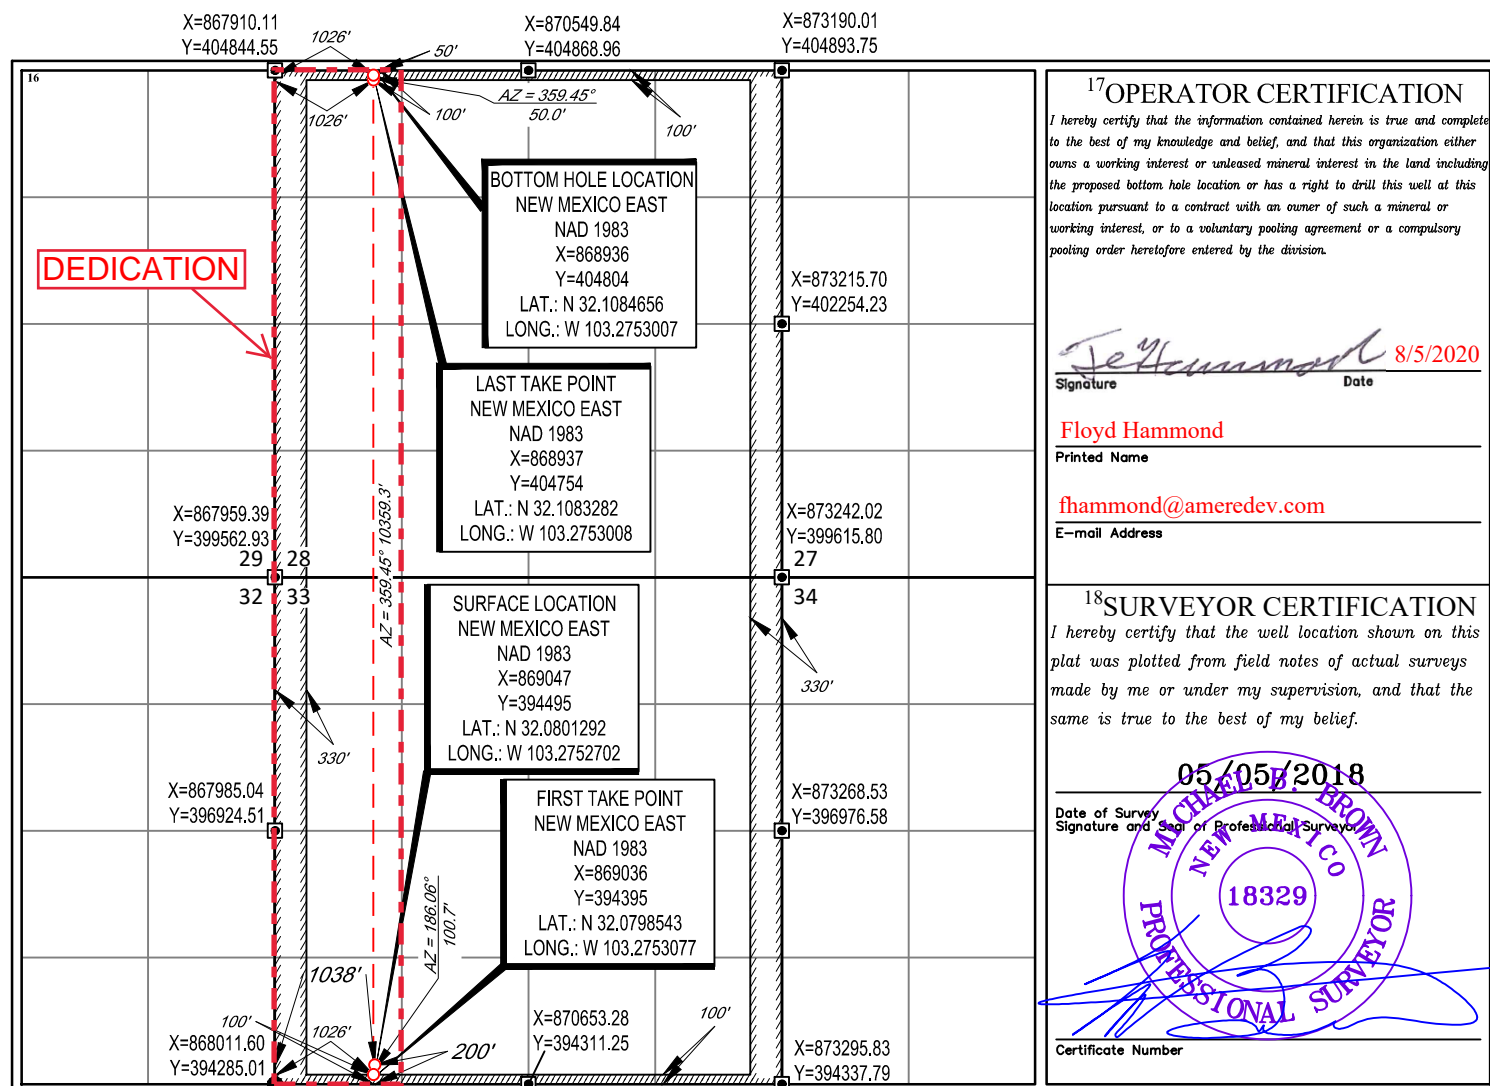 X=867910.11
Y=404844.55
1026'
50'
X=870549.84
Y=404868.96
X=873190.01
Y=404893.75
16
1026'
100'
AZ = 359.45°
50.0'
100'
BOTTOM HOLE LOCATION
NEW MEXICO EAST
NAD 1983
X=868936
Y=404804
LAT.: N 32.1084656
LONG.: W 103.2753007
DEDICATION
X=873215.70
Y=402254.23
LAST TAKE POINT
NEW MEXICO EAST
NAD 1983
X=868937
Y=404754
LAT.: N 32.1083282
LONG.: W 103.2753008
AZ = 359.45° 10359.3'
X=867959.39
Y=399562.93
29 28
32 33
X=873242.02
Y=399615.80
27
34
SURFACE LOCATION
NEW MEXICO EAST
NAD 1983
X=869047
Y=394495
LAT.: N 32.0801292
LONG.: W 103.2752702
330'
330'
X=867985.04
Y=396924.51
X=873268.53
Y=396976.58
FIRST TAKE POINT
NEW MEXICO EAST
NAD 1983
X=869036
Y=394395
LAT.: N 32.0798543
LONG.: W 103.2753077
AZ = 186.06°
100.7'
1038'
100'
1026'
200'
X=868011.60
Y=394285.01
X=870653.28
Y=394311.25
100'
X=873295.83
Y=394337.79
17 OPERATOR CERTIFICATION
I hereby certify that the information contained herein is true and complete
to the best of my knowledge and belief, and that this organization either
owns a working interest or unleased mineral interest in the land including
the proposed bottom hole location or has a right to drill this well at this
location pursuant to a contract with an owner of such a mineral or
working interest, or to a voluntary pooling agreement or a compulsory
pooling order heretofore entered by the division.
8/5/2020
Signature Date
Floyd Hammond
Printed Name
fhammond@ameredev.com
E-mail Address
18 SURVEYOR CERTIFICATION
I hereby certify that the well location shown on this
plat was plotted from field notes of actual surveys
made by me or under my supervision, and that the
same is true to the best of my belief.
05/05/2018
Date of Survey
Signature and Seal of Professional Surveyor
MICHAEL B. BROWN
NEW MEXICO
18329
PROFESSIONAL SURVEYOR
Certificate Number